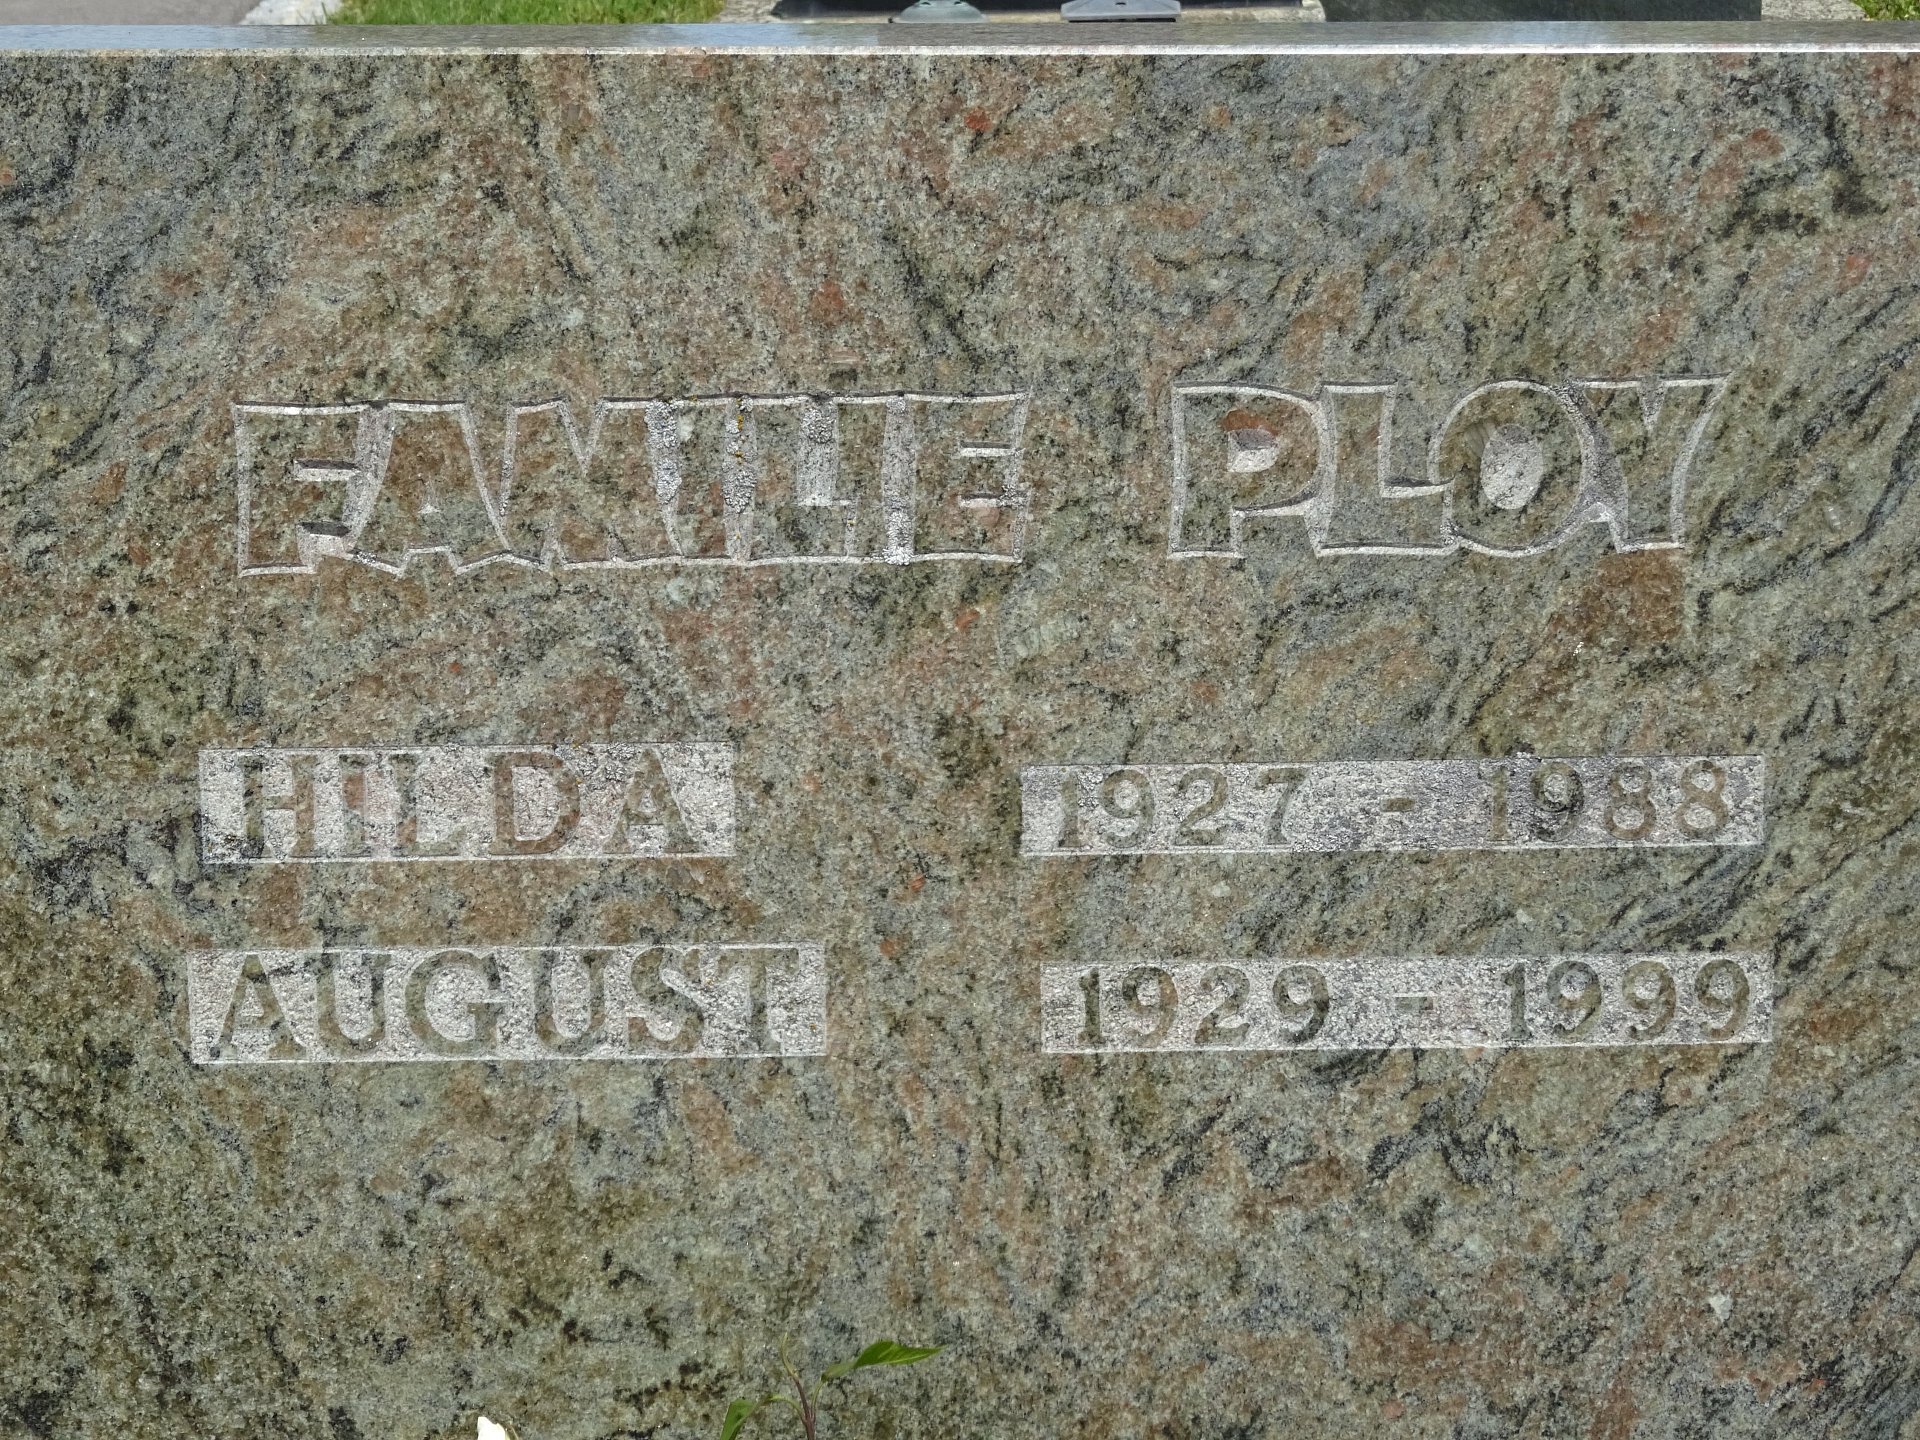 FAMILIE PLOY
HILDA 1927 - 1988
AUGUST 1929 - 1999